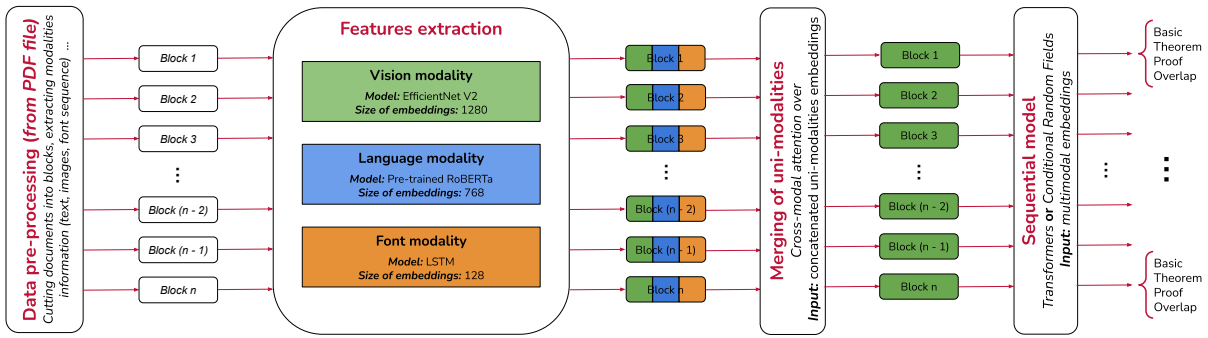 Data pre-processing (from PDF file)
Cutting documents into blocks, extracting modalities
information (text, images, font sequence) ...
Block 1
Block 2
Block 3
...
Block (n - 2)
Block (n - 1)
Block n
Features extraction
Vision modality
Model: EfficientNet V2
Size of embeddings: 1280
Language modality
Model: Pre-trained RoBERTa
Size of embeddings: 768
Font modality
Model: LSTM
Size of embeddings: 128
Block 1
Block 2
Block 3
...
Block (n - 2)
Block (n - 1)
Block n
Merging of uni-modalities
Cross-modal attention over
Input: concatenated uni-modalities embeddings
Block 1
Block 2
Block 3
...
Block (n - 2)
Block (n - 1)
Block n
Sequential model
Transformers or Conditional Random Fields
Input: multimodal embeddings
...
Basic
Theorem
Proof
Overlap
...
Basic
Theorem
Proof
Overlap